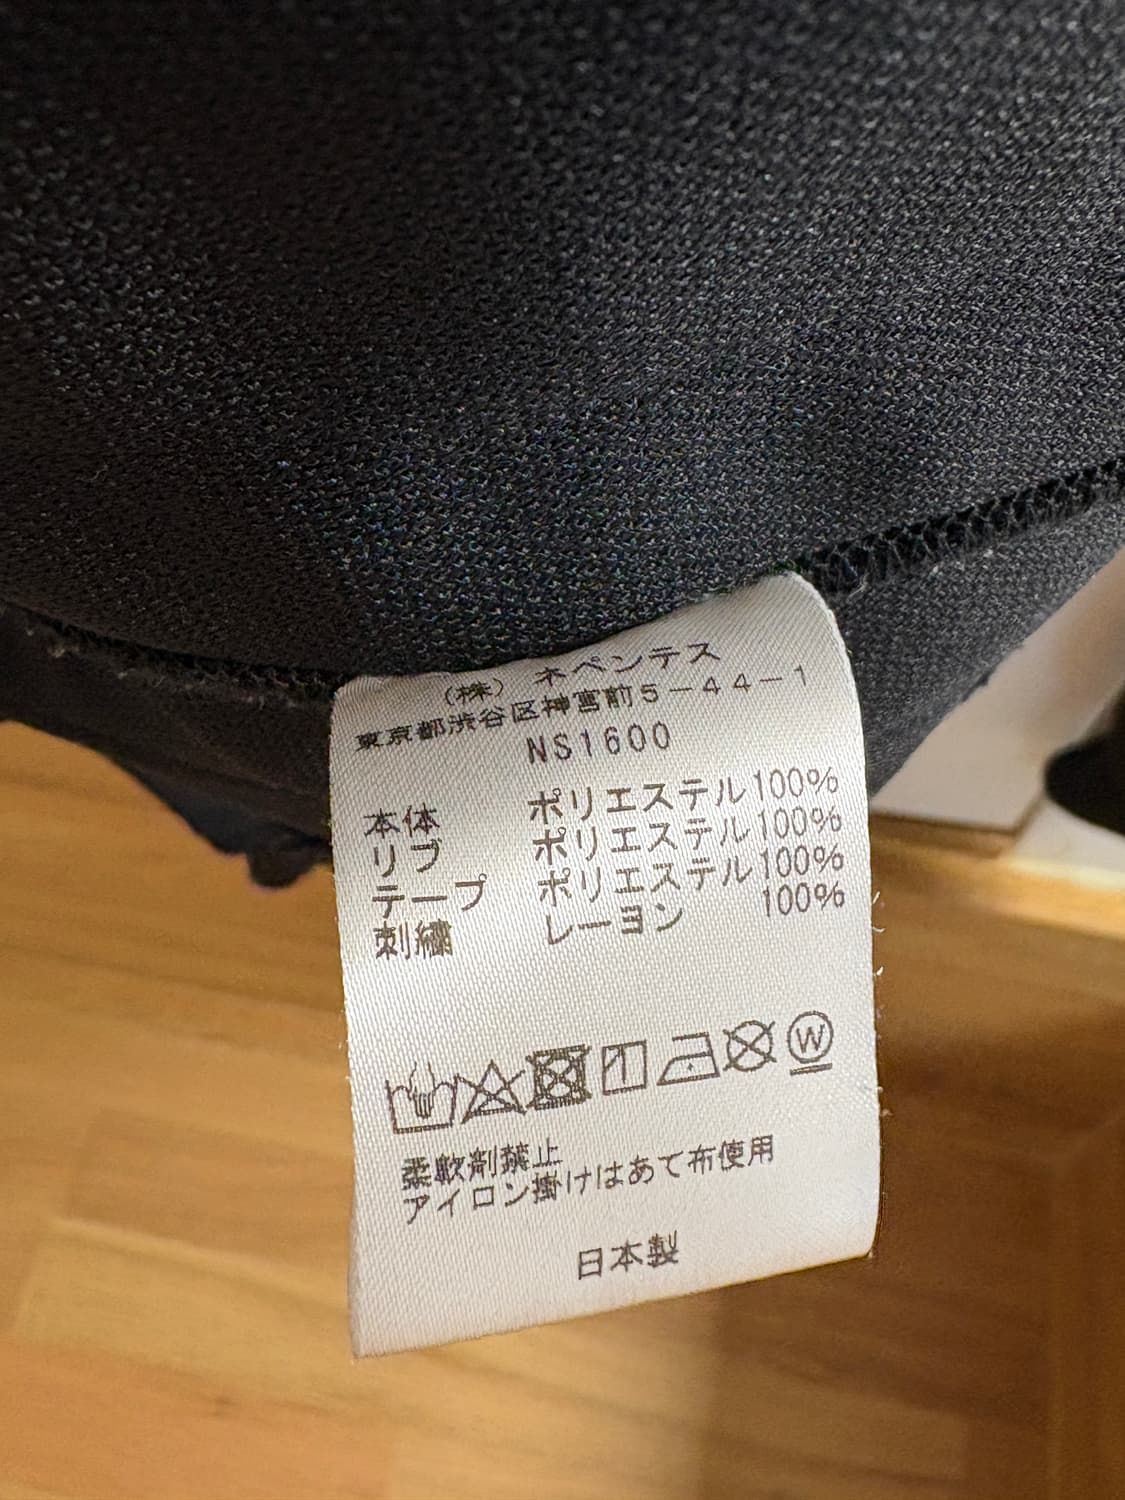 (株) ネペンテス
東京都渋谷区神宮前5-44-1
NS1600
本体 ポリエステル100%
リブ ポリエステル100%
テープ ポリエステル100%
刺繍 レーヨン 100%
W
柔軟剤禁止
アイロン掛けはあて布使用
日本製